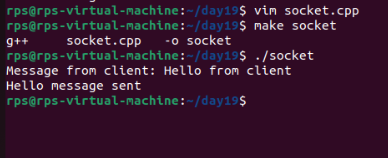 rps@rps-virtual-machine:~/day19$ vim socket.cpp
rps@rps-virtual-machine:~/day19$ make socket
g++     socket.cpp   -o socket
rps@rps-virtual-machine:~/day19$ ./socket
Message from client: Hello from client
Hello message sent
rps@rps-virtual-machine:~/day19$